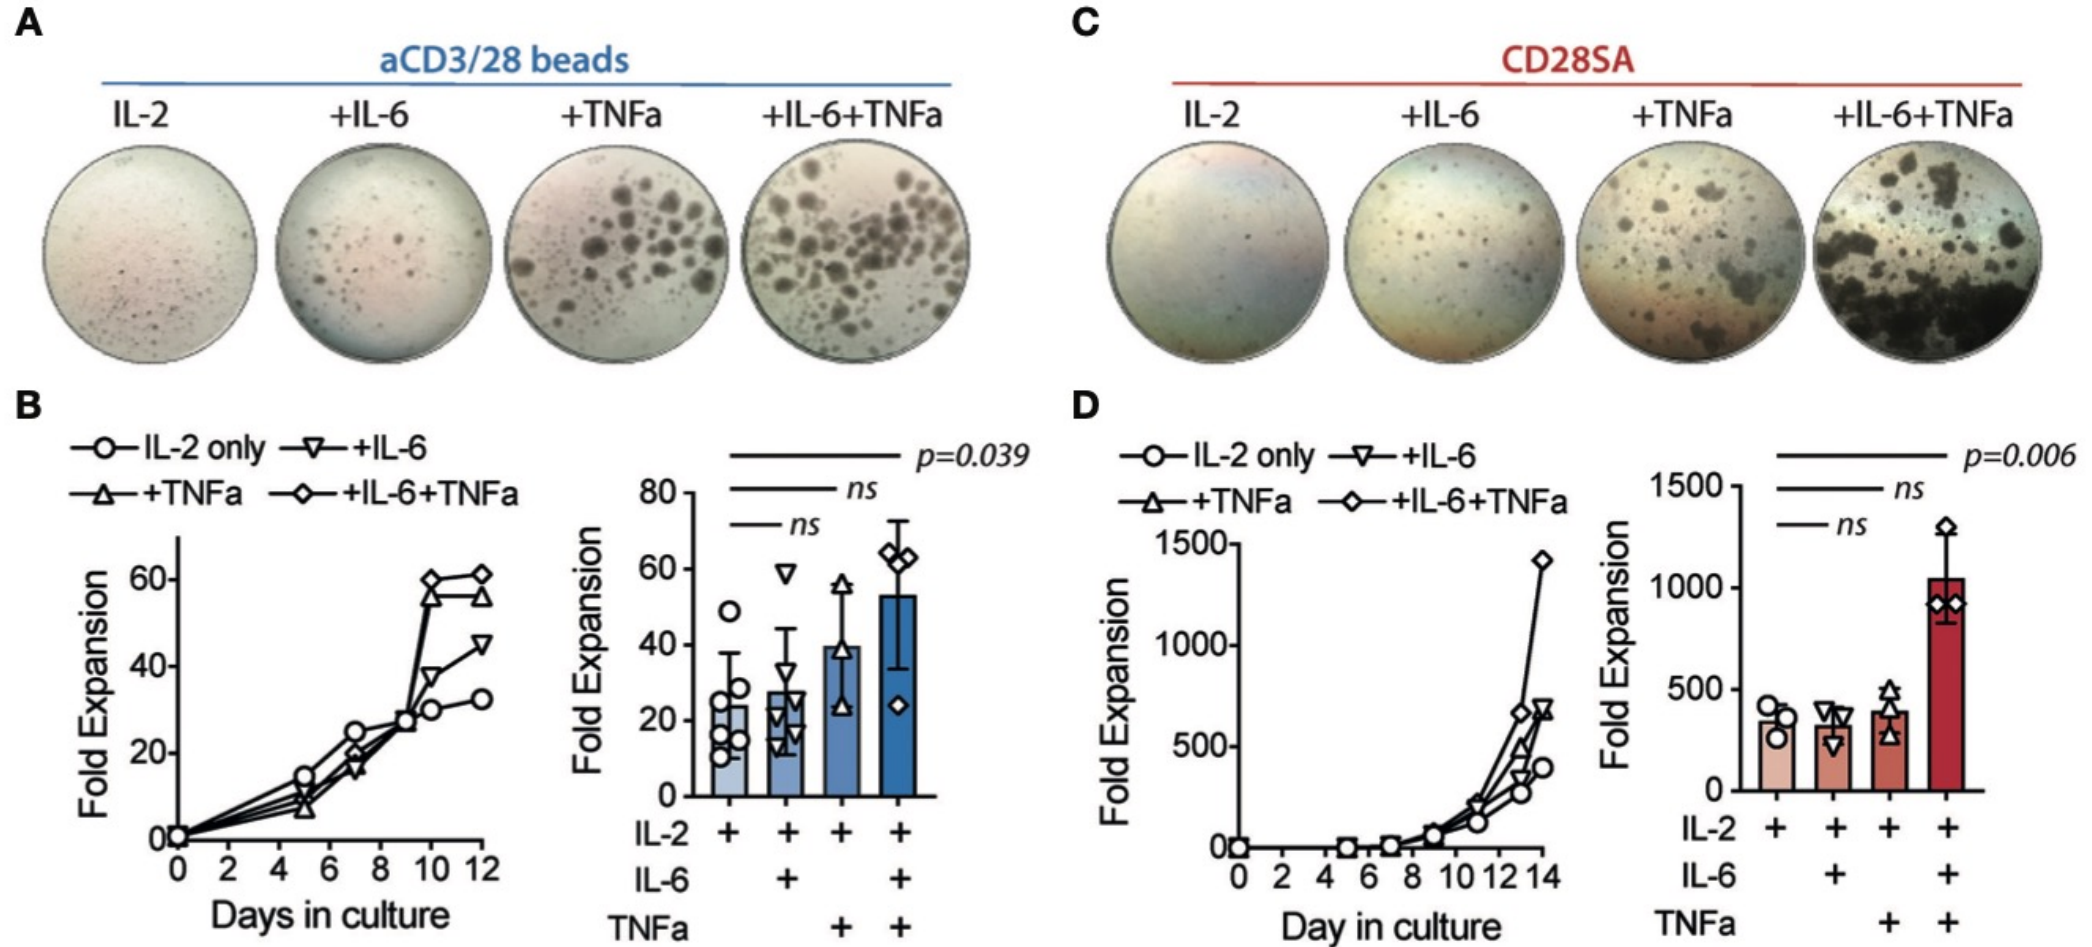 A
aCD3/28 beads
IL-2 +IL-6 +TNFa +IL-6+TNFa
B
IL-2 only +IL-6
+TNFa +IL-6+TNFa
60
40
20
0
Fold Expansion
0 2 4 6 8 10 12
Days in culture
p=0.039
ns
ns
80
60
40
20
0
Fold Expansion
IL-2 + + + +
IL-6 + +
TNFa + +
C
CD28SA
IL-2 +IL-6 +TNFa +IL-6+TNFa
D
IL-2 only +IL-6
+TNFa +IL-6+TNFa
1500
1000
500
0
Fold Expansion
0 2 4 6 8 10 12 14
Day in culture
p=0.006
ns
ns
1500
1000
500
0
Fold Expansion
IL-2 + + + +
IL-6 + +
TNFa + +